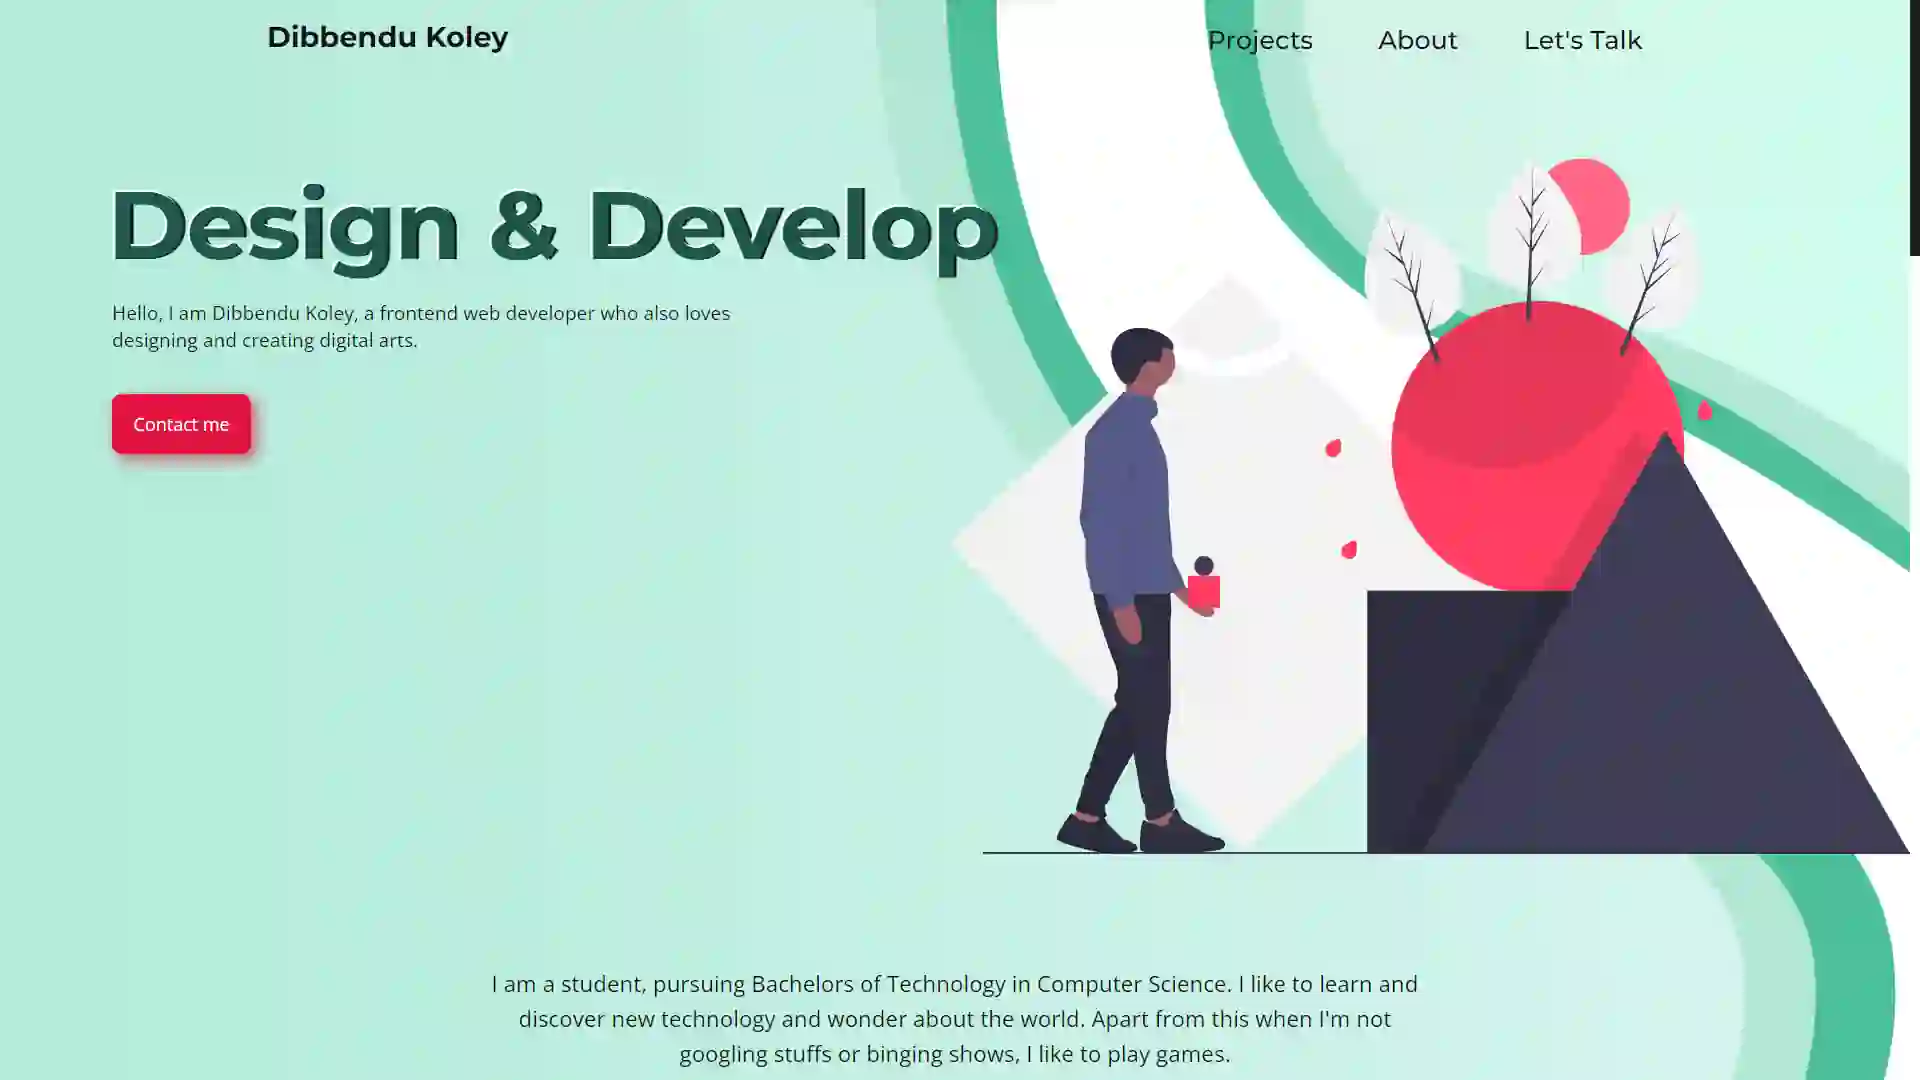 Dibbendu Koley
Projects
About
Let's Talk
Design & Develop
Hello, I am Dibbendu Koley, a frontend web developer who also loves
designing and creating digital arts.
Contact me
I am a student, pursuing Bachelors of Technology in Computer Science. I like to learn and
discover new technology and wonder about the world. Apart from this when I'm not
googling stuffs or binging shows, I like to play games.